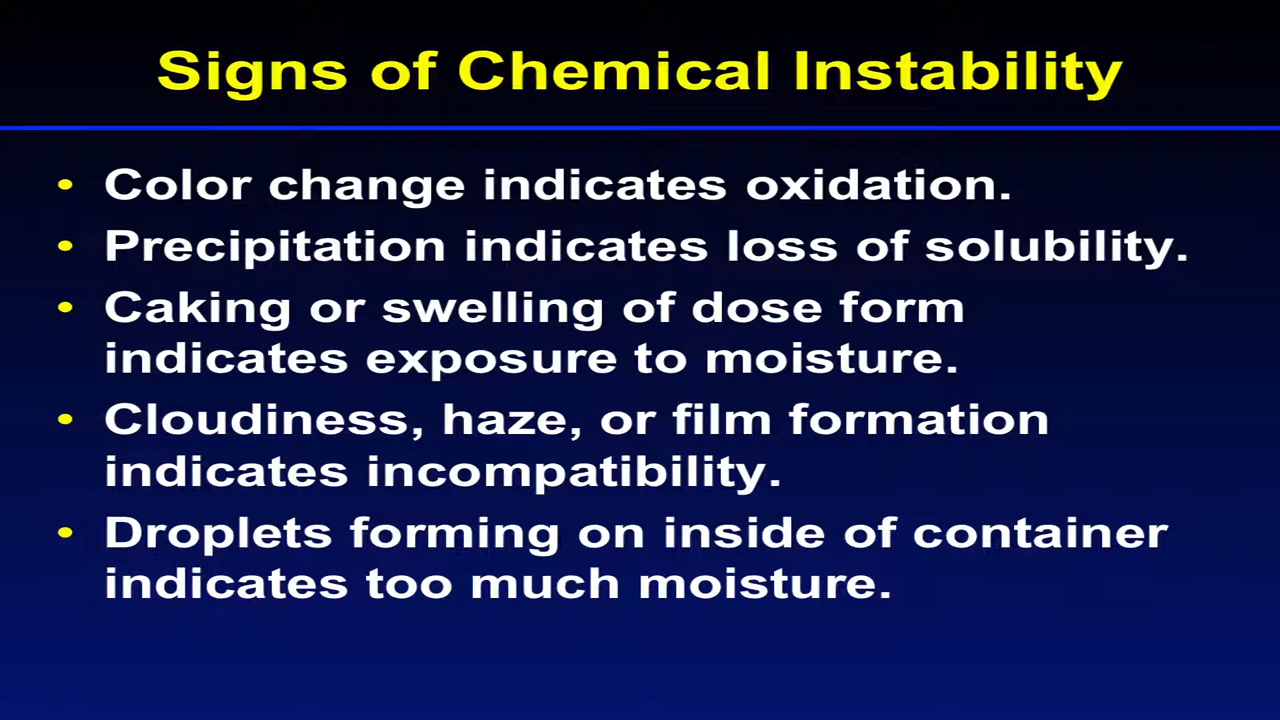 Signs of Chemical Instability
• Color change indicates oxidation.
• Precipitation indicates loss of solubility.
• Caking or swelling of dose form
indicates exposure to moisture.
• Cloudiness, haze, or film formation
indicates incompatibility.
• Droplets forming on inside of container
indicates too much moisture.